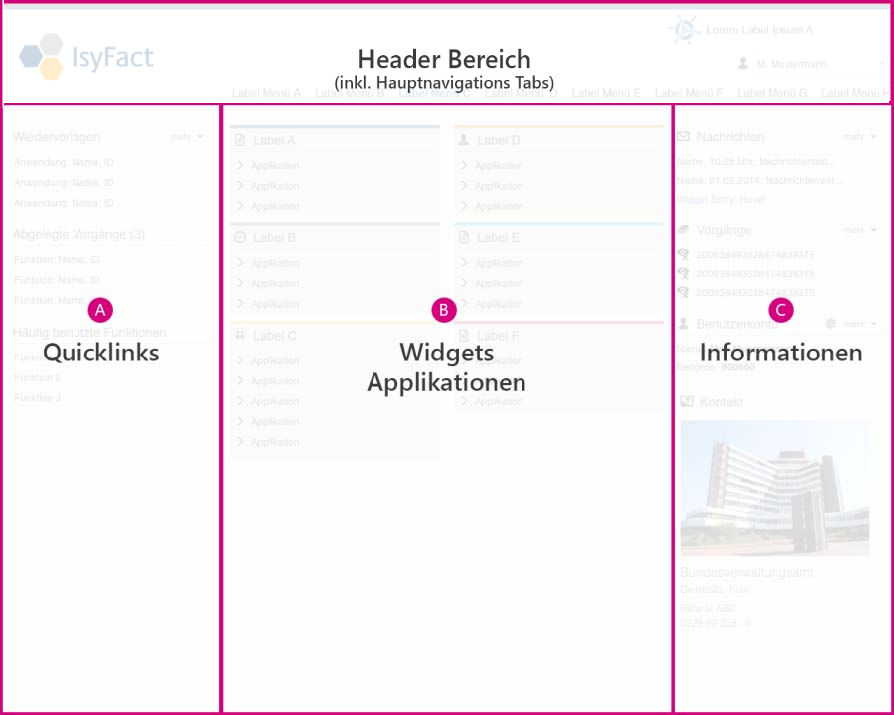 Lorem Label Ipsum A
IsyFact
Header Bereich
(inkl. Hauptnavigations Tabs)
M. Mustermann
Label Menü A
Label Menü B
Label Menü C
Label Menü D
Label Menü E
Label Menü F
Label Menü G
Label Menü H
Wiedervorlagen
mehr
Anwendung: Name, ID
Anwendung: Name, ID
Anwendung: Name, ID
Abgelegte Vorgänge (3)
Funktion: Name, ID
Funktion: Name, ID
Funktion: Name
A
Häufig benutzte Funktionen
Quicklinks
Funktion 2
Funktion 3
Label A
Applikation
Applikation
Applikation
Label B
Applikation
Applikation
Applikation
B
Label C
Widgets
Applikationen
Applikation
Applikation
Applikation
Applikation
Applikation
Label D
Applikation
Applikation
Applikation
Label E
Applikation
Applikation
Applikation
Label F
Applikation
Nachrichten
mehr
Name, 10:25 Uhr, Nachrichtentext...
Name, 01.02.2014, Nachrichtentext...
Widget Entry: Hover
Vorgänge
mehr
200938493028474839375
200938493028474839375
200938493028474839375
C
Benutzerkonto
mehr
Informationen
Behörde: 900600
Kontakt
Bundesverwaltungsamt
Dienstsitz: Köln
Referat ABC
0228 99 358 - 0